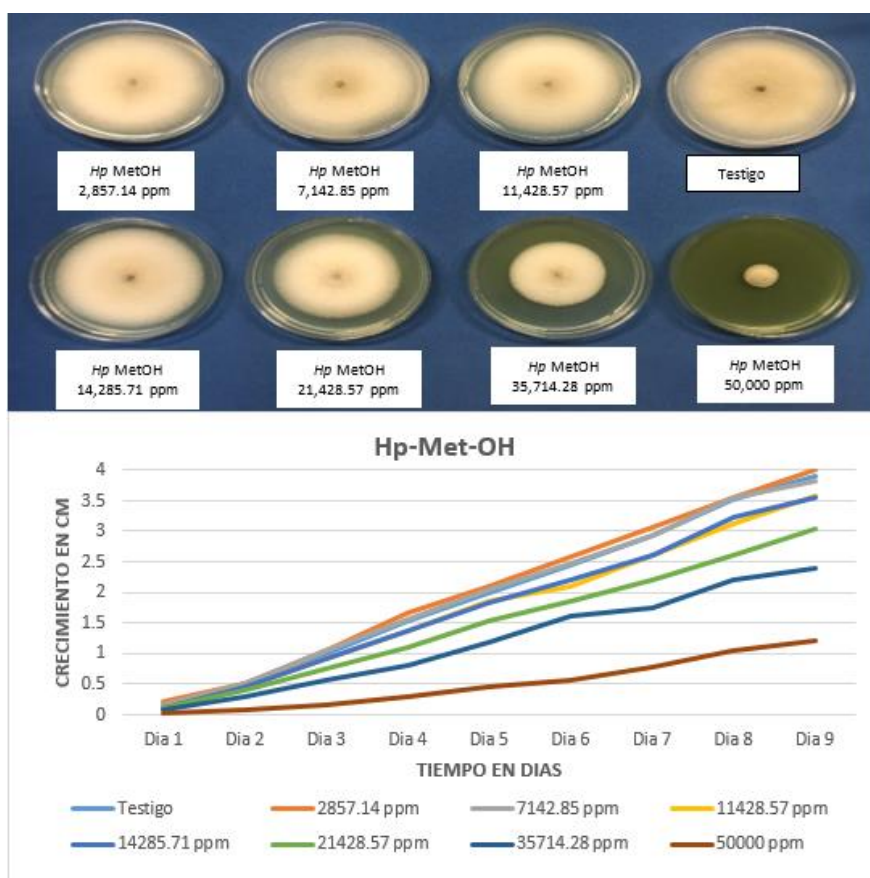 Hp MetOH
2,857.14 ppm
Hp MetOH
7,142.85 ppm
Hp MetOH
11,428.57 ppm
Testigo
Hp MetOH
14,285.71 ppm
Hp MetOH
21,428.57 ppm
Hp MetOH
35,714.28 ppm
Hp MetOH
50,000 ppm
Hp-Met-OH
CRECIMIENTO EN CM
4
3.5
3
2.5
2
1.5
1
0.5
0
Dia 1 Dia 2 Dia 3 Dia 4 Dia 5 Dia 6 Dia 7 Dia 8 Dia 9
TIEMPO EN DIAS
Testigo 2857.14 ppm 7142.85 ppm 11428.57 ppm
14285.71 ppm 21428.57 ppm 35714.28 ppm 50000 ppm